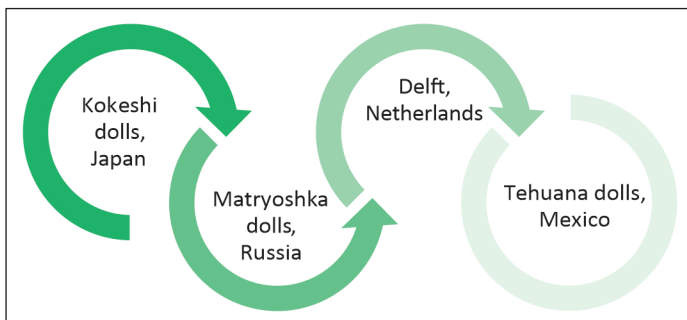 Kokeshi
dolls,
Japan
Matryoshka
dolls,
Russia
Delft,
Netherlands
Tehuana dolls,
Mexico